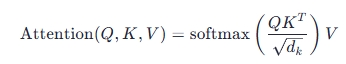 Attention(Q, K, V) = softmax(QK^T / √d_k) V